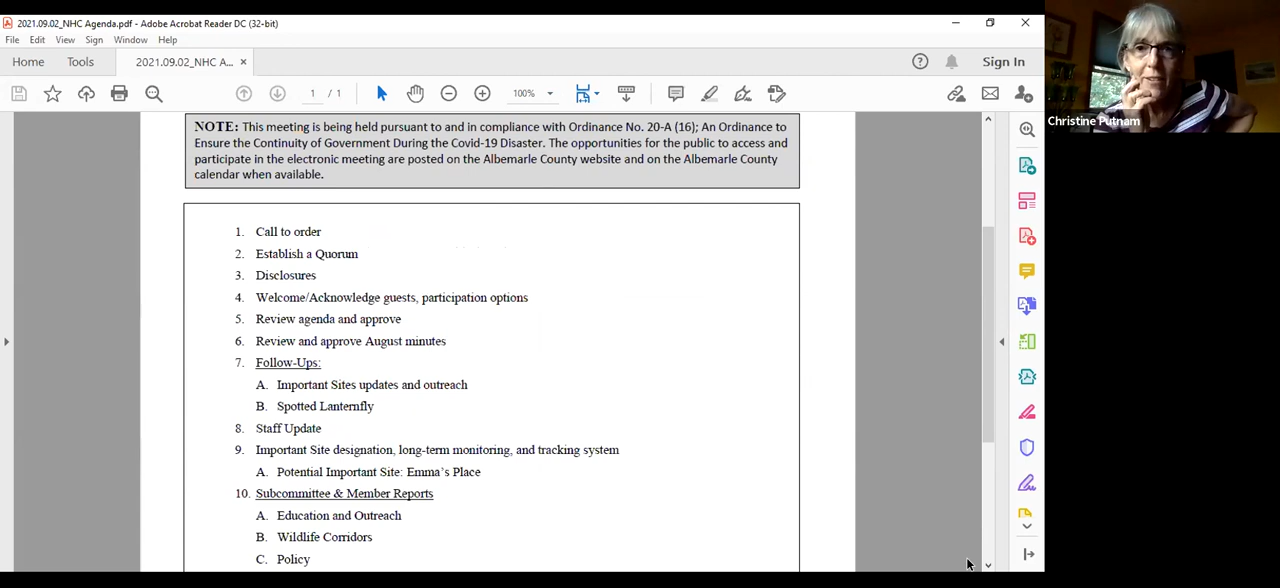 2021.09.02_NHC Agenda.pdf - Adobe Acrobat Reader DC (32-bit)
File Edit View Sign Window Help
Home Tools 2021.09.02_NHC A... × Sign In
1 / 1 100%
Christine Putnam
NOTE: This meeting is being held pursuant to and in compliance with Ordinance No. 20-A (16); An Ordinance to
Ensure the Continuity of Government During the Covid-19 Disaster. The opportunities for the public to access and
participate in the electronic meeting are posted on the Albemarle County website and on the Albemarle County
calendar when available.
1. Call to order
2. Establish a Quorum
3. Disclosures
4. Welcome/Acknowledge guests, participation options
5. Review agenda and approve
6. Review and approve August minutes
7. Follow-Ups:
A. Important Sites updates and outreach
B. Spotted Lanternfly
8. Staff Update
9. Important Site designation, long-term monitoring, and tracking system
A. Potential Important Site: Emma's Place
10. Subcommittee & Member Reports
A. Education and Outreach
B. Wildlife Corridors
C. Policy